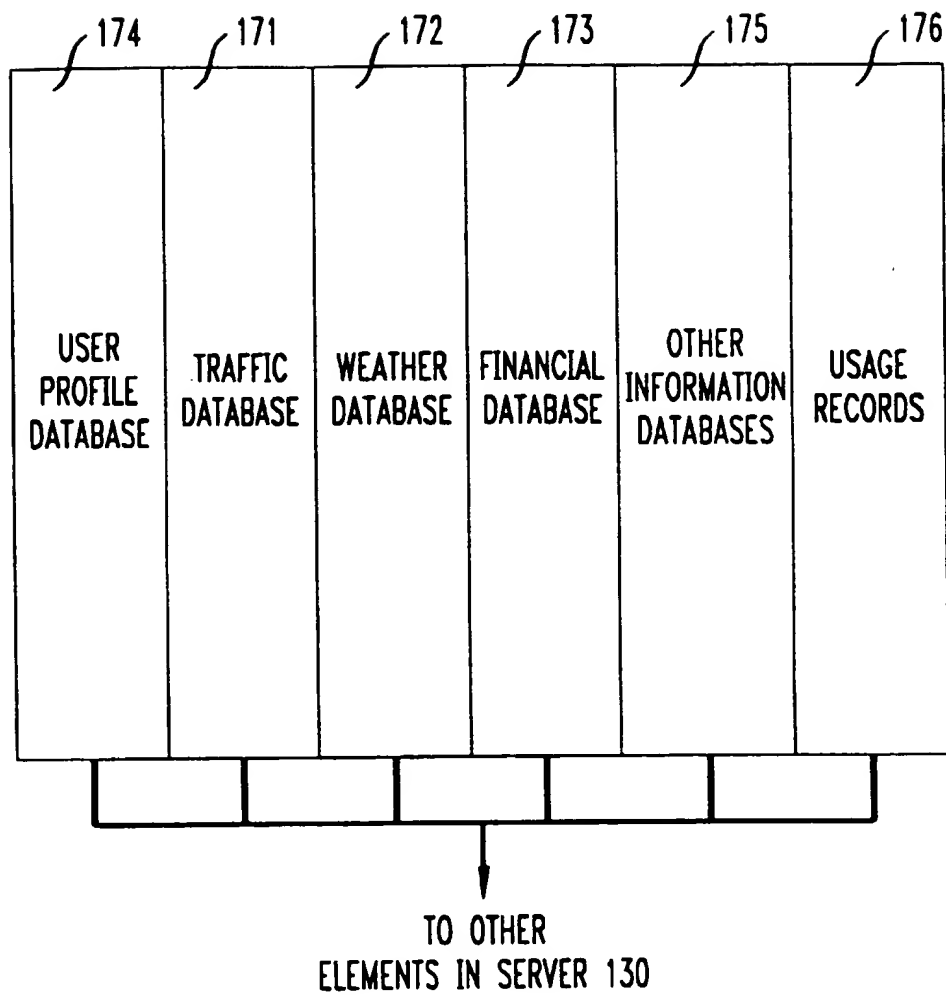 174 171 172 173 175 176
USER
PROFILE
DATABASE
TRAFFIC
DATABASE
WEATHER
DATABASE
FINANCIAL
DATABASE
OTHER
INFORMATION
DATABASES
USAGE
RECORDS
TO OTHER
ELEMENTS IN SERVER 130